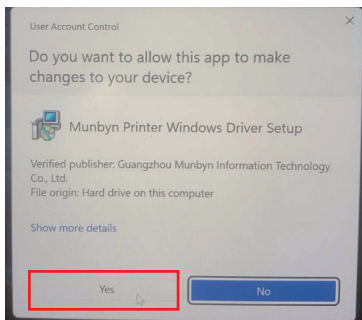 User Account Control
Do you want to allow this app to make
changes to your device?
Munbyn Printer Windows Driver Setup
Verified publisher: Guangzhou Munbyn Information Technology
Co., Ltd.
File origin: Hard drive on this computer
Show more details
Yes
No